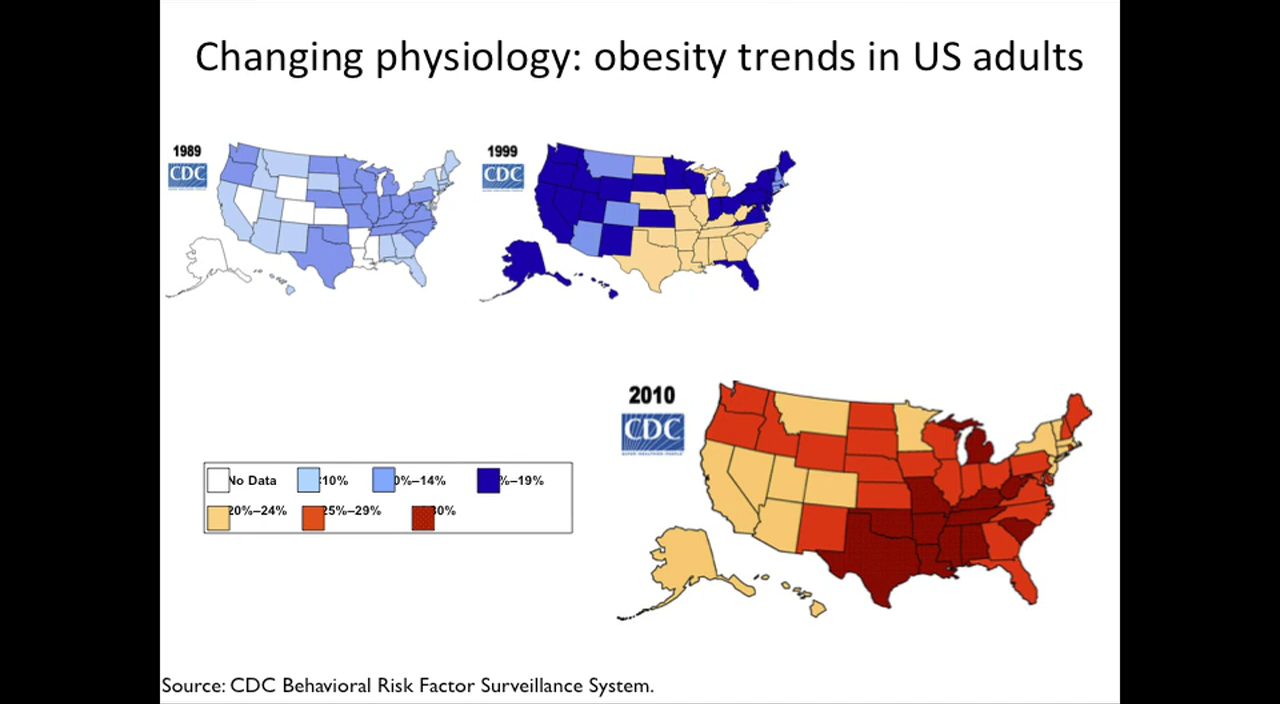 Changing physiology: obesity trends in US adults
1989
CDC
1999
CDC
2010
CDC
No Data
10%
0%–14%
%–19%
20%–24%
25%–29%
30%
Source: CDC Behavioral Risk Factor Surveillance System.